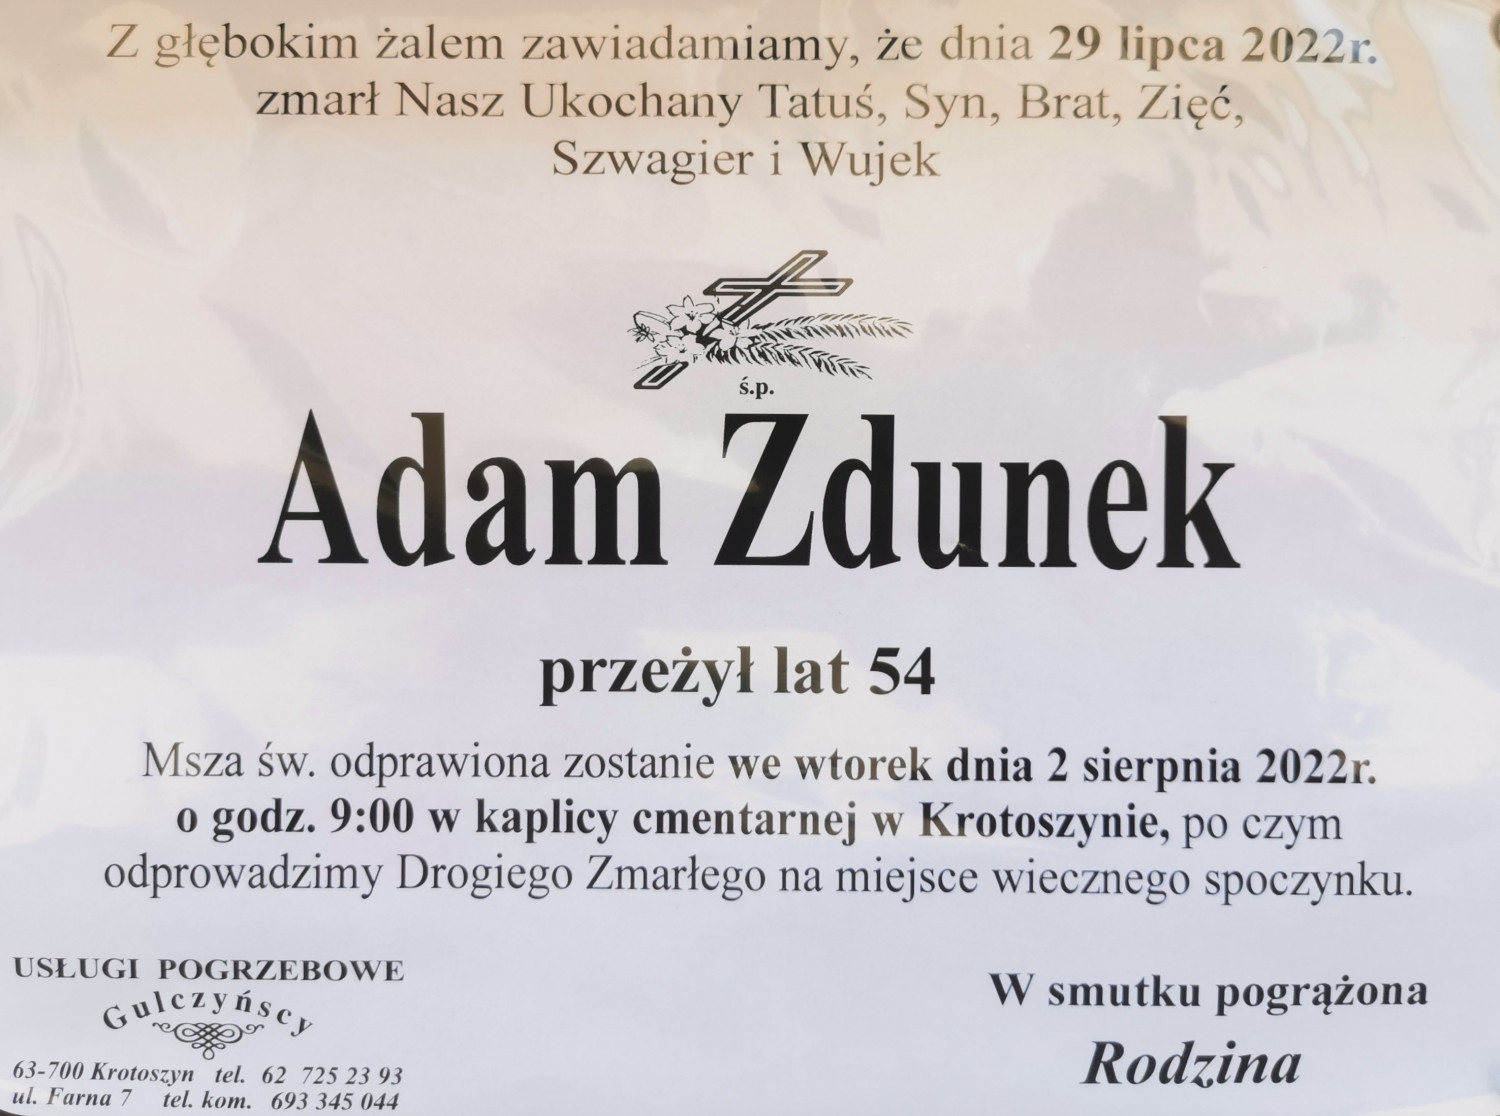 Z głębokim żalem zawiadamiamy, że dnia 29 lipca 2022r.
zmarł Nasz Ukochany Tatuś, Syn, Brat, Zięć,
Szwagier i Wujek
ś.p.
Adam Zdunek
przeżył lat 54
Msza św. odprawiona zostanie we wtorek dnia 2 sierpnia 2022r.
o godz. 9:00 w kaplicy cmentarnej w Krotoszynie, po czym
odprowadzimy Drogiego Zmarłego na miejsce wiecznego spoczynku.
USŁUGI POGRZEBOWE
Gulczyńscy
63-700 Krotoszyn tel. 62 725 23 93
ul. Farna 7 tel. kom. 693 345 044
W smutku pogrążona
Rodzina